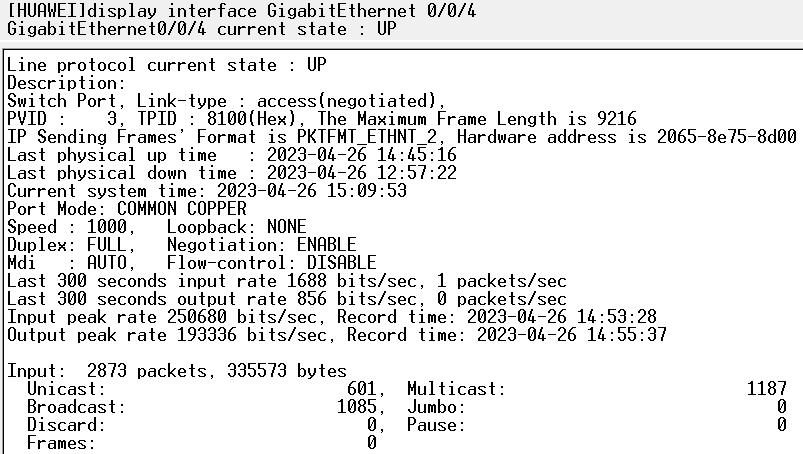 [HUAWEI]display interface GigabitEthernet 0/0/4
GigabitEthernet0/0/4 current state : UP
Line protocol current state : UP
Description:
Switch Port, Link-type : access(negotiated),
PVID :    3, TPID : 8100(Hex), The Maximum Frame Length is 9216
IP Sending Frames' Format is PKTFMT_ETHNT_2, Hardware address is 2065-8e75-8d00
Last physical up time   : 2023-04-26 14:45:16
Last physical down time : 2023-04-26 12:57:22
Current system time: 2023-04-26 15:09:53
Port Mode: COMMON COPPER
Speed : 1000,   Loopback: NONE
Duplex: FULL,   Negotiation: ENABLE
Mdi   : AUTO,   Flow-control: DISABLE
Last 300 seconds input rate 1688 bits/sec, 1 packets/sec
Last 300 seconds output rate 856 bits/sec, 0 packets/sec
Input peak rate 250680 bits/sec, Record time: 2023-04-26 14:53:28
Output peak rate 193336 bits/sec, Record time: 2023-04-26 14:55:37
Input:  2873 packets, 335573 bytes
  Unicast:                        601,  Multicast:                        1187
  Broadcast:                     1085,  Jumbo:                               0
  Discard:                          0,  Pause:                               0
  Frames:                           0